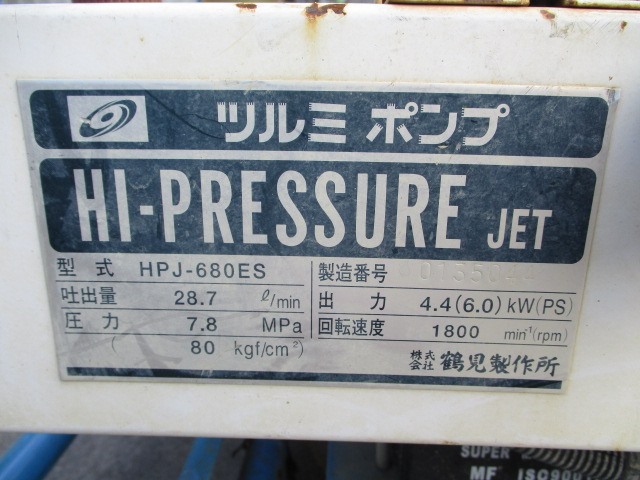 ツルミポンプ
HI-PRESSURE JET
型式 HPJ-680ES
製造番号
吐出量 28.7 ℓ/min
出力 4.4(6.0) kW(PS)
圧力 7.8 MPa
回転速度 1800 min⁻¹(rpm)
( 80 kgf/cm²)
株式会社 鶴見製作所
SUPER
MF ISO900